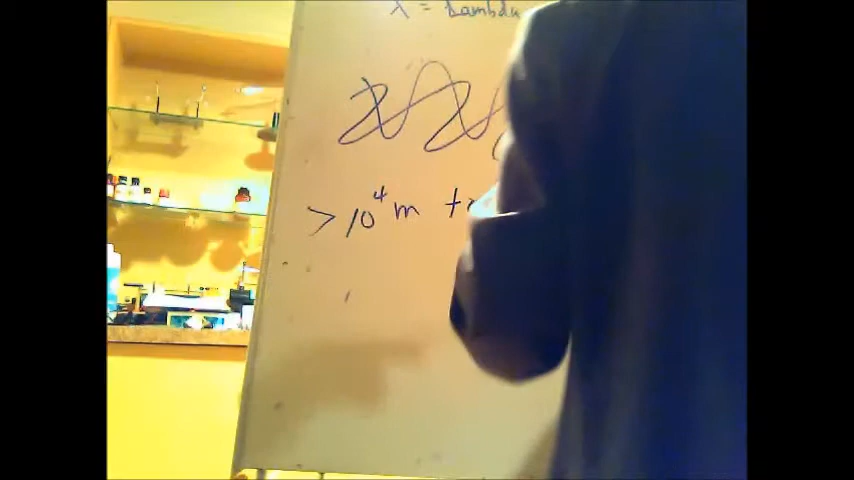 λ = Lambda
> 10⁴ m